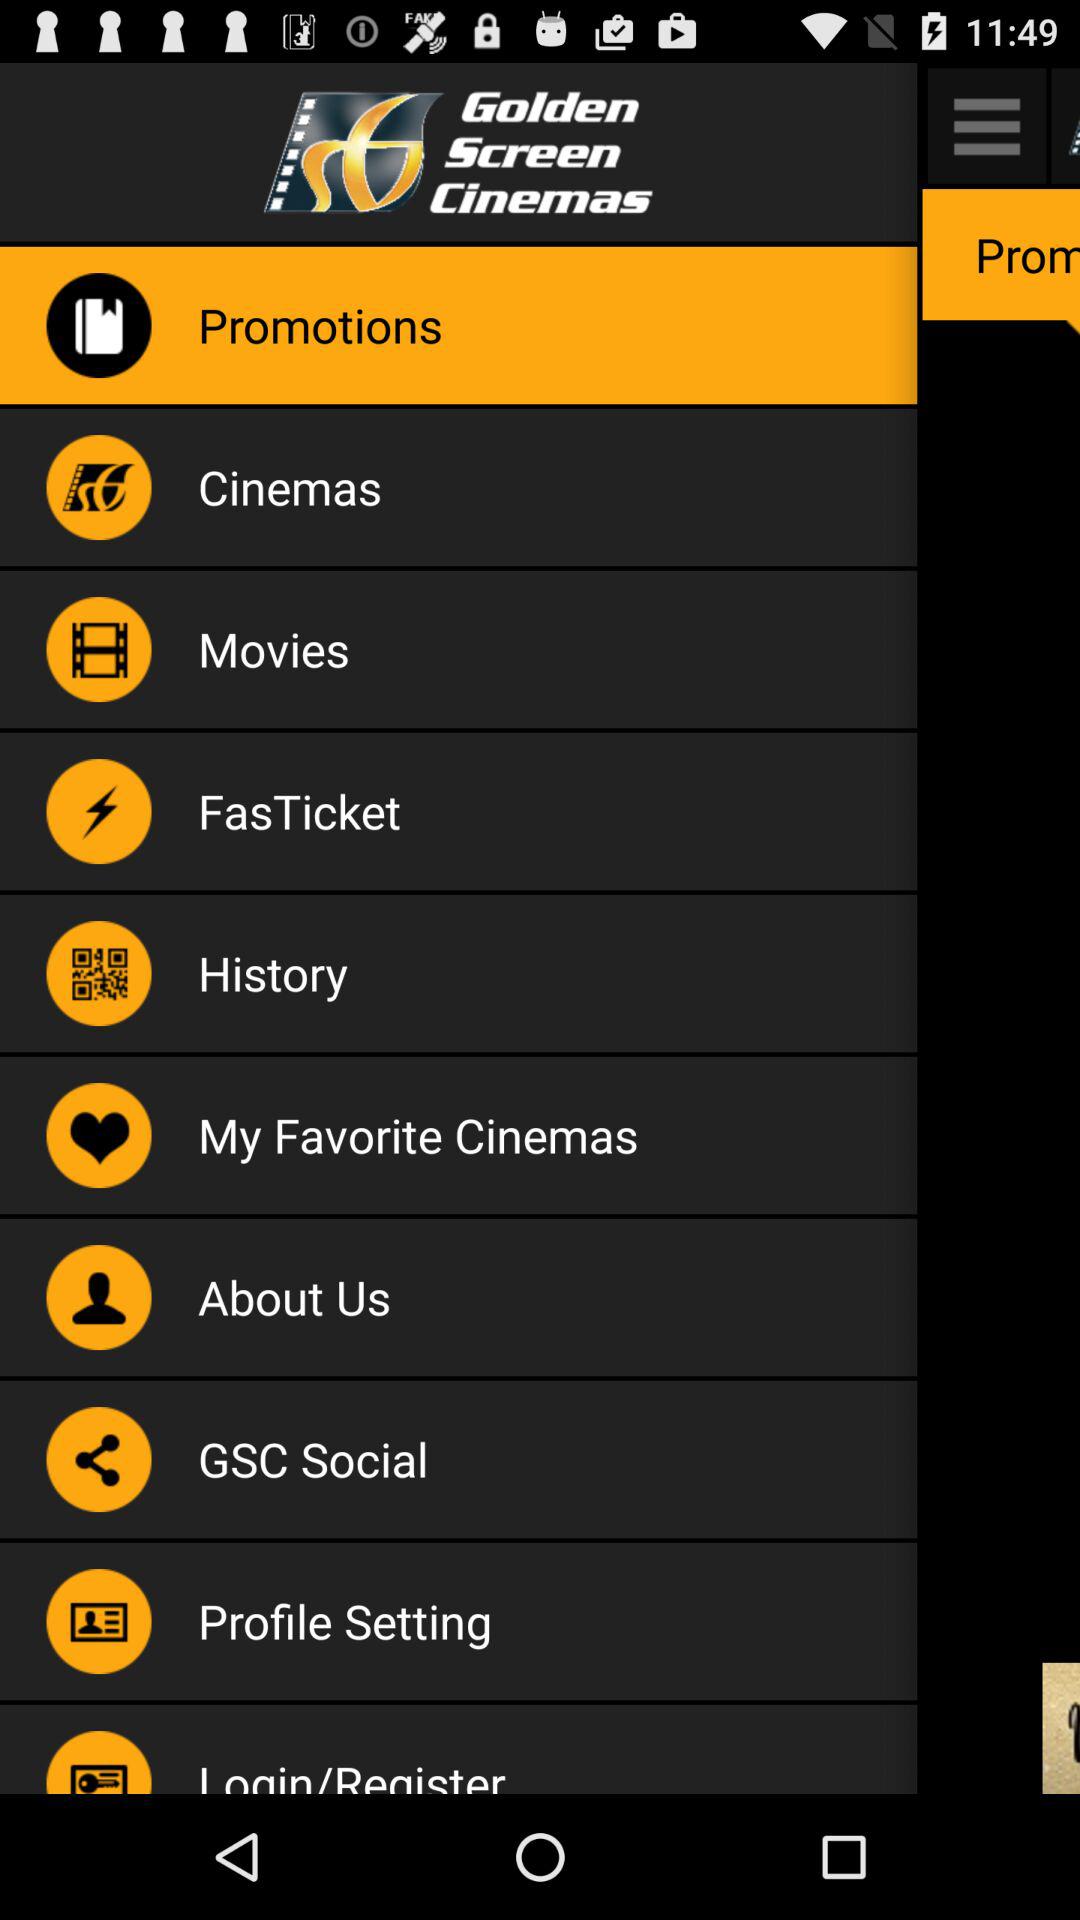 FAKE
11:49
Golden
Screen
Cinemas
Promotions
Prom
Cinemas
Movies
FasTicket
History
My Favorite Cinemas
About Us
GSC Social
Profile Setting
Login/Register